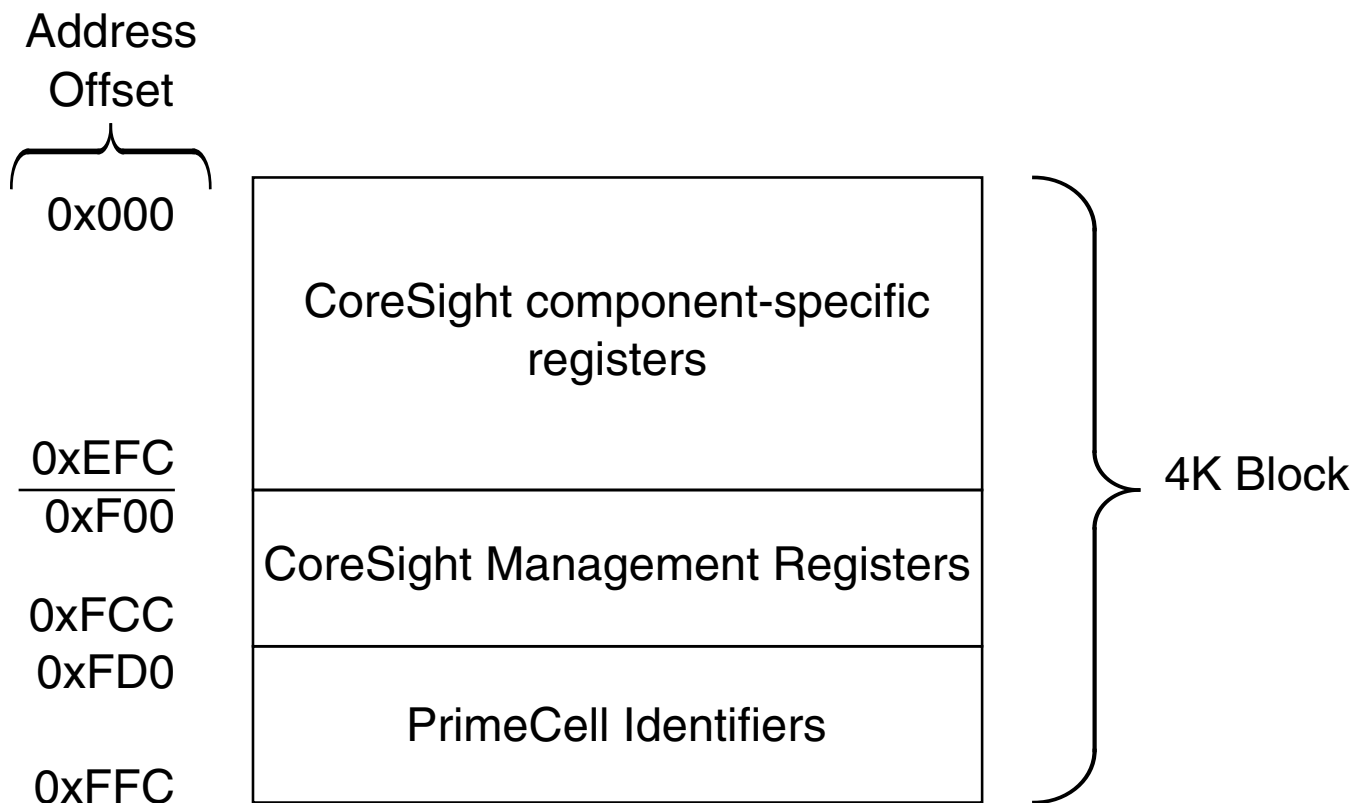 Address
Offset
0x000
CoreSight component-specific
registers
0xEFC
0xF00
4K Block
CoreSight Management Registers
0xFCC
0xFD0
PrimeCell Identifiers
0xFFC